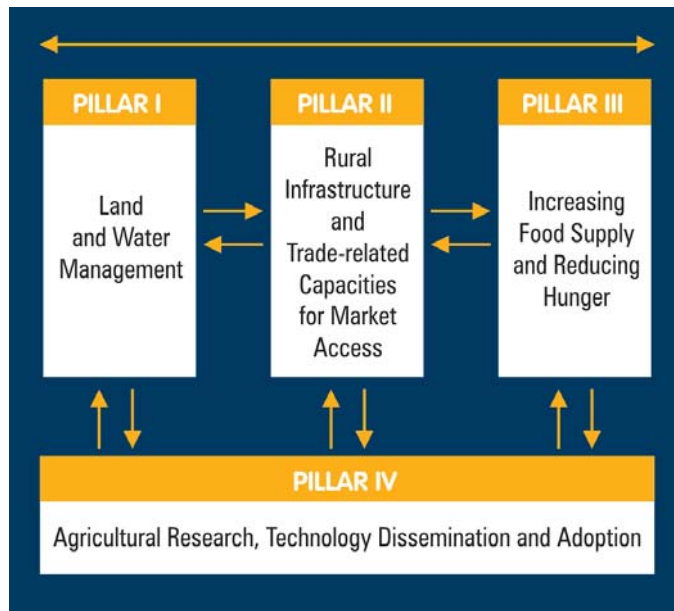 PILLAR I
Land
and Water
Management
PILLAR II
Rural
Infrastructure
and
Trade-related
Capacities
for Market
Access
PILLAR III
Increasing
Food Supply
and Reducing
Hunger
PILLAR IV
Agricultural Research, Technology Dissemination and Adoption